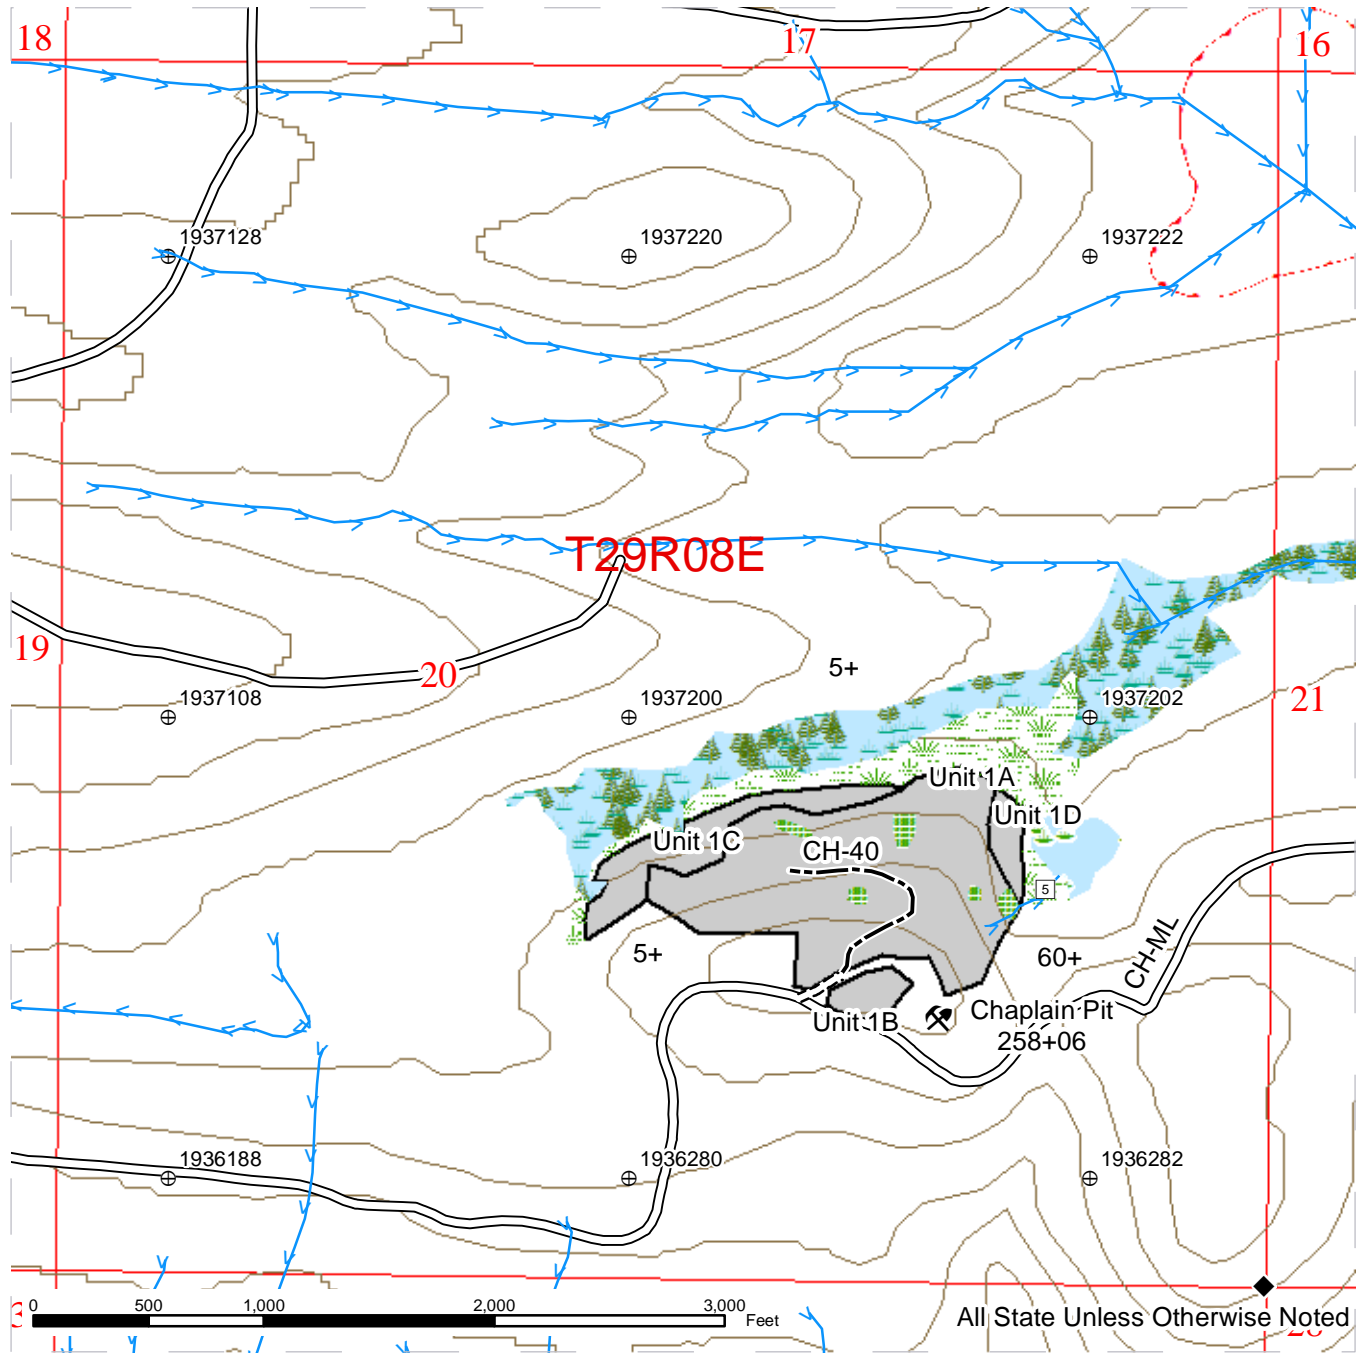 18
17
16
1937128
1937220
1937222
T29R08E
19
20
5+
21
1937108
1937200
1937202
Unit 1A
Unit 1D
Unit 1C
CH-40
5
5+
60+
CH-ML
Unit 1B
Chaplain Pit
258+06
1936188
1936280
1936282
0 500 1,000 2,000 3,000
Feet
All State Unless Otherwise Noted